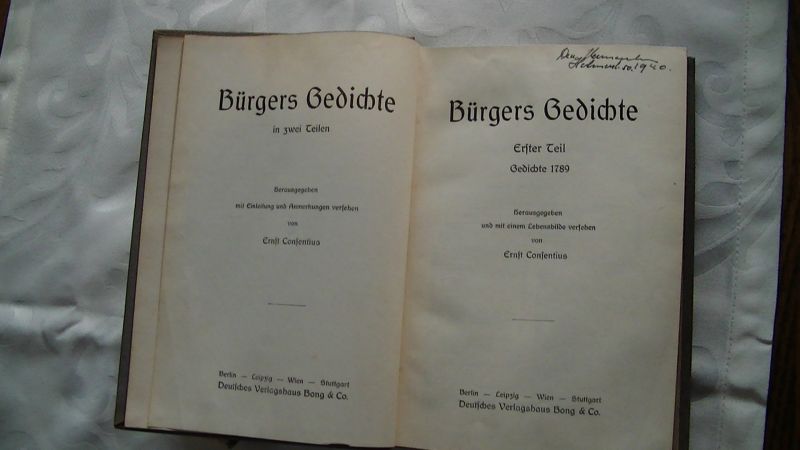 Bürgers Gedichte
in zwei Teilen
Herausgegeben
mit Einleitung und Anmerkungen versehen
von
Ernſt Conſentius
Berlin — Leipzig — Wien — Stuttgart
Deutſches Verlagshaus Bong & Co.
1940.
Bürgers Gedichte
Erſter Teil
Gedichte 1789
Herausgegeben
und mit einem Lebensbilde verſehen
von
Ernſt Conſentius
Berlin — Leipzig — Wien — Stuttgart
Deutſches Verlagshaus Bong & Co.